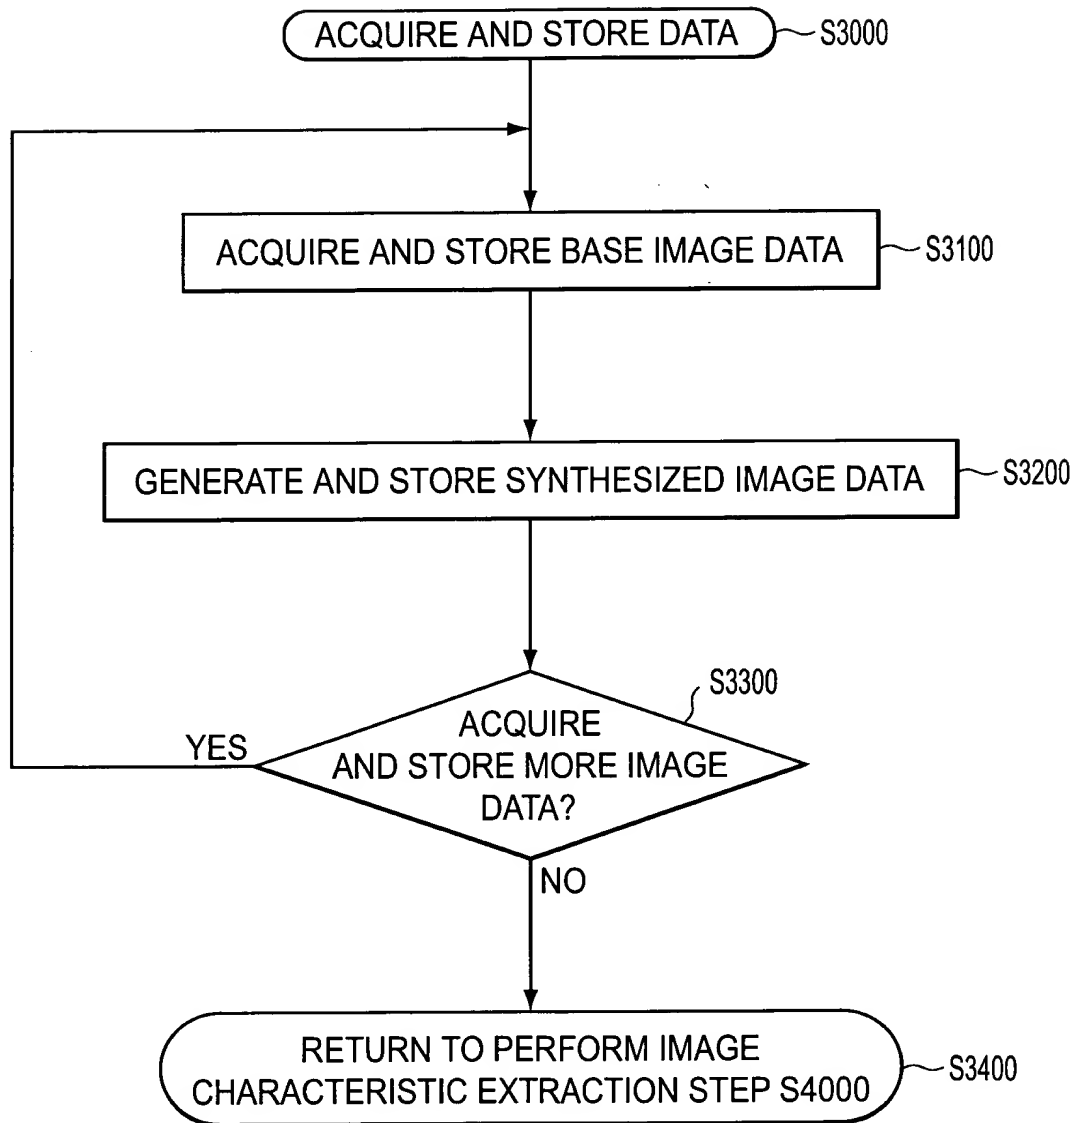 ACQUIRE AND STORE DATA
S3000
ACQUIRE AND STORE BASE IMAGE DATA
S3100
GENERATE AND STORE SYNTHESIZED IMAGE DATA
S3200
S3300
ACQUIRE
AND STORE MORE IMAGE
DATA?
YES
NO
RETURN TO PERFORM IMAGE
CHARACTERISTIC EXTRACTION STEP S4000
S3400